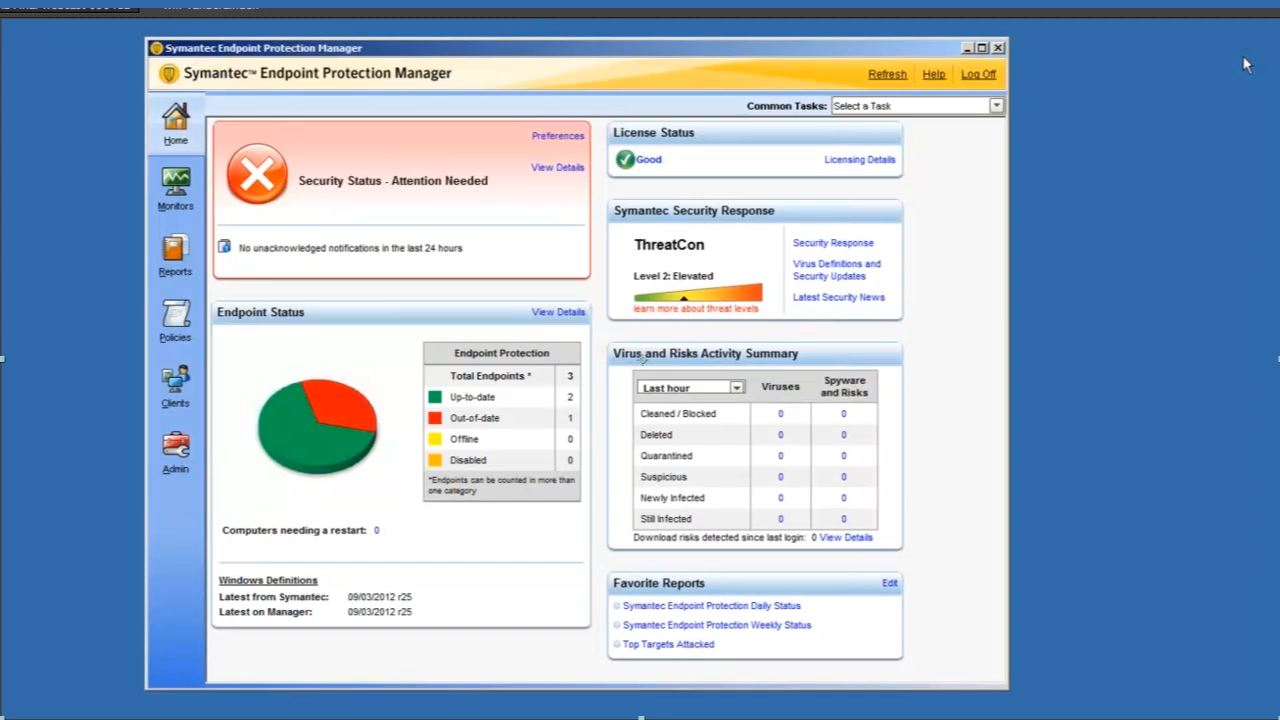 Symantec Endpoint Protection Manager
Symantec™ Endpoint Protection Manager
Refresh
Help
Log Off
Common Tasks:
Select a Task
Home
Monitors
Reports
Policies
Clients
Admin
Preferences
View Details
Security Status - Attention Needed
No unacknowledged notifications in the last 24 hours
License Status
Good
Licensing Details
Symantec Security Response
ThreatCon
Level 2: Elevated
learn more about threat levels
Security Response
Virus Definitions and
Security Updates
Latest Security News
Endpoint Status
View Details
Endpoint Protection
Total Endpoints * 3
Up-to-date 2
Out-of-date 1
Offline 0
Disabled 0
*Endpoints can be counted in more than
one category
Computers needing a restart: 0
Windows Definitions
Latest from Symantec: 09/03/2012 r25
Latest on Manager: 09/03/2012 r25
Virus and Risks Activity Summary
Last hour
Viruses
Spyware
and Risks
Cleaned / Blocked 0 0
Deleted 0 0
Quarantined 0 0
Suspicious 0 0
Newly Infected 0 0
Still Infected 0 0
Download risks detected since last login: 0 View Details
Favorite Reports
Edit
Symantec Endpoint Protection Daily Status
Symantec Endpoint Protection Weekly Status
Top Targets Attacked